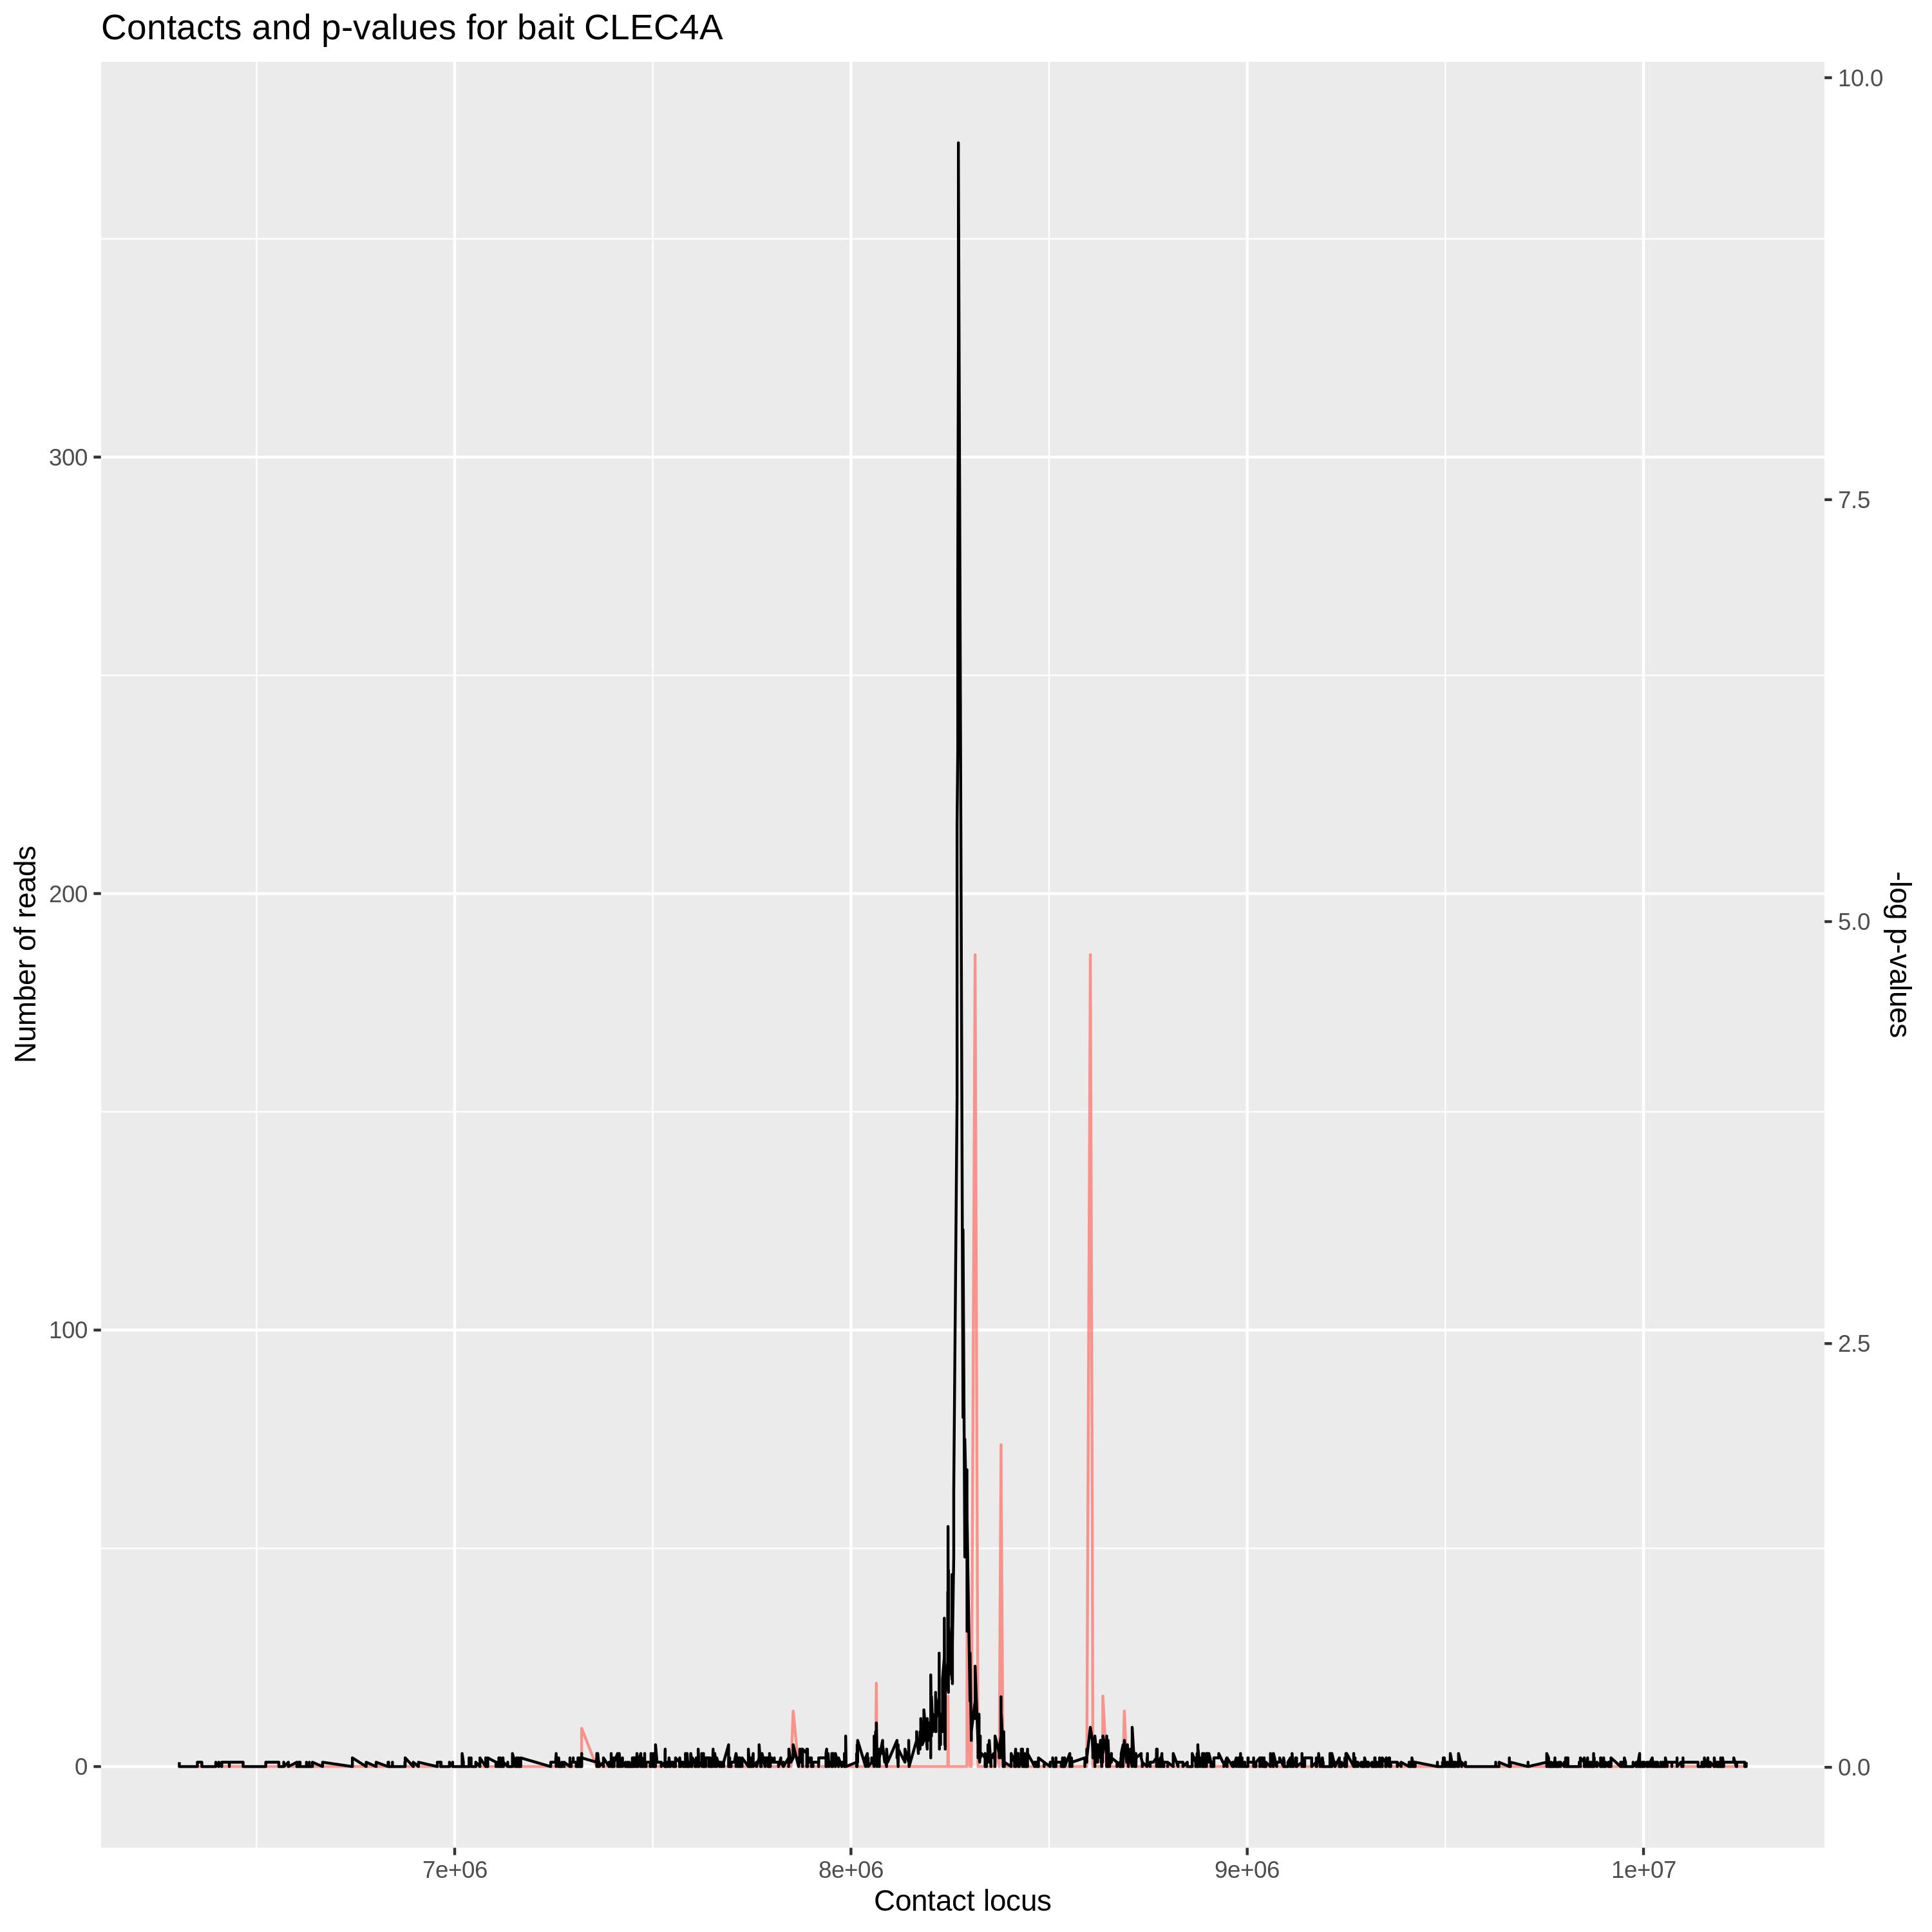 Contacts and p-values for bait CLEC4A
10.0
300
7.5
Number of reads
200
5.0
-log p-values
100
2.5
0
0.0
7e+06
8e+06
9e+06
1e+07
Contact locus